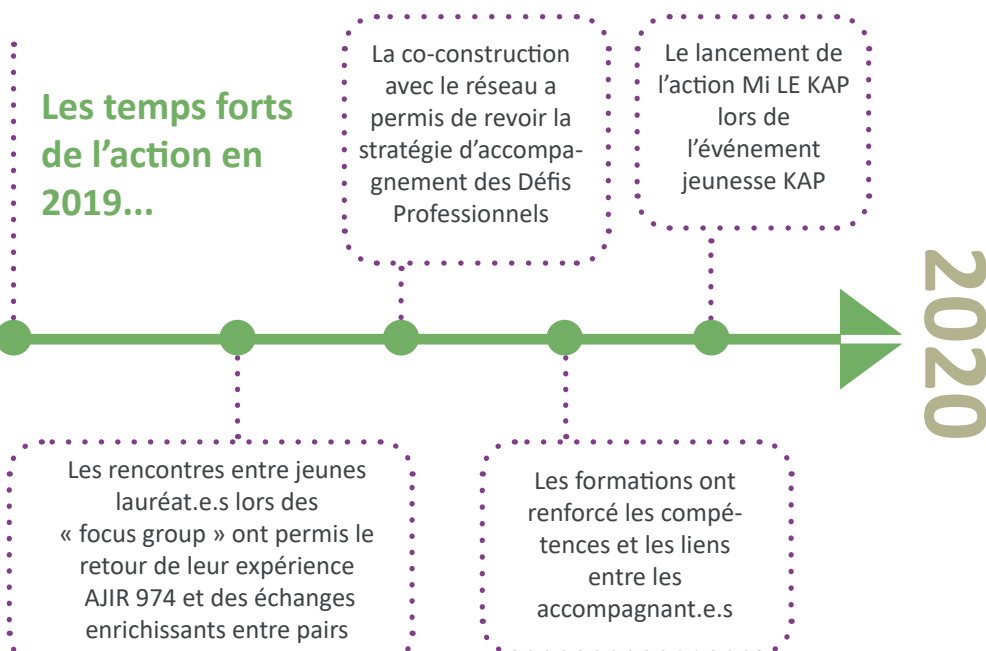 Les temps forts
de l'action en
2019...
Les rencontres entre jeunes
lauréat.e.s lors des
« focus group » ont permis le
retour de leur expérience
AJIR 974 et des échanges
enrichissants entre pairs
La co-construction
avec le réseau a
permis de revoir la
stratégie d'accompa-
gnement des Défis
Professionnels
Les formations ont
renforcé les compé-
tences et les liens
entre les
accompagnant.e.s
Le lancement de
l'action Mi LE KAP
lors de
l'événement
jeunesse KAP
2020